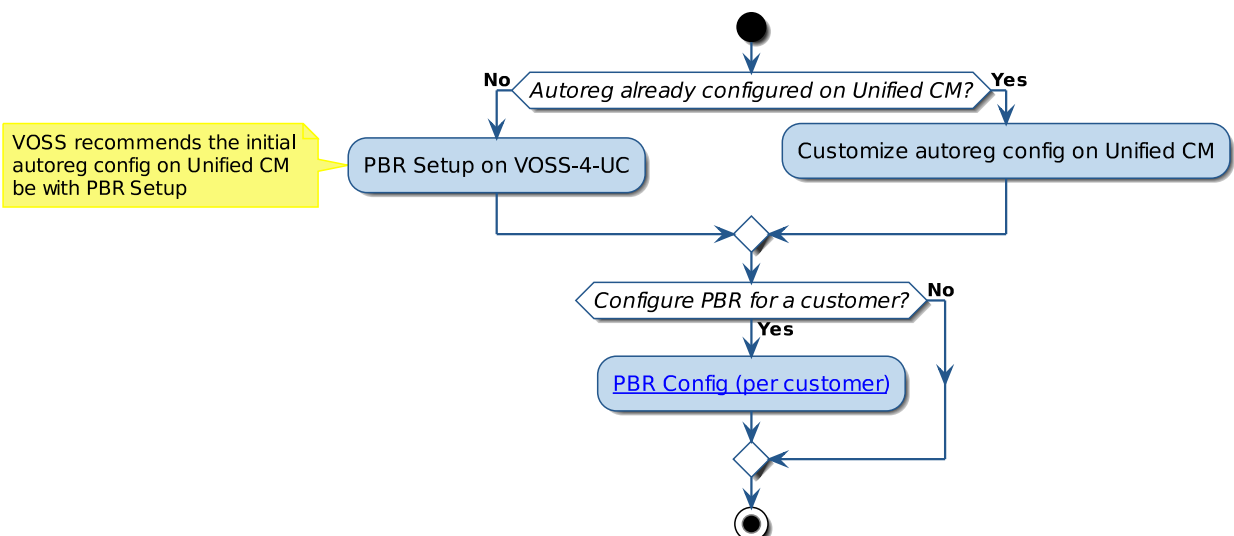 No
Autoreg already configured on Unified CM?
Yes
VOSS recommends the initial
autoreg config on Unified CM
be with PBR Setup
PBR Setup on VOSS-4-UC
Customize autoreg config on Unified CM
Configure PBR for a customer?
No
Yes
PBR Config (per customer)